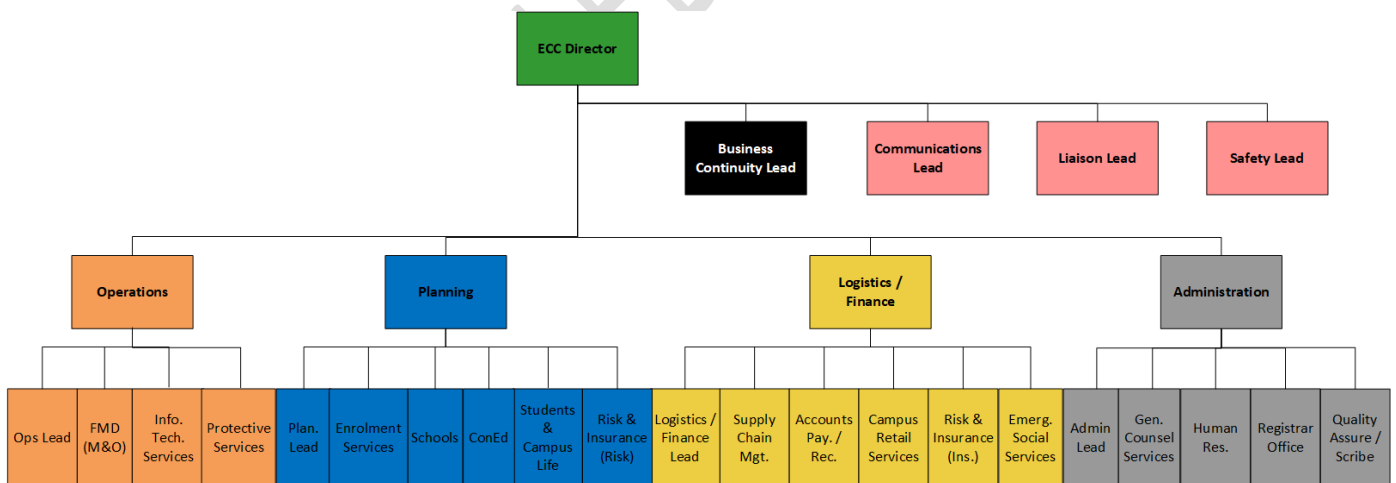 ECC Director
Business
Continuity Lead
Communications
Lead
Liaison Lead
Safety Lead
Operations
Planning
Logistics /
Finance
Administration
Ops Lead
FMD
(M&O)
Info.
Tech.
Services
Protective
Services
Plan.
Lead
Enrolment
Services
Schools
ConEd
Students
&
Campus
Life
Risk &
Insurance
(Risk)
Logistics /
Finance
Lead
Supply
Chain
Mgt.
Accounts
Pay. /
Rec.
Campus
Retail
Services
Risk &
Insurance
(Ins.)
Emerg.
Social
Services
Admin
Lead
Gen.
Counsel
Services
Human
Res.
Registrar
Office
Quality
Assure /
Scribe